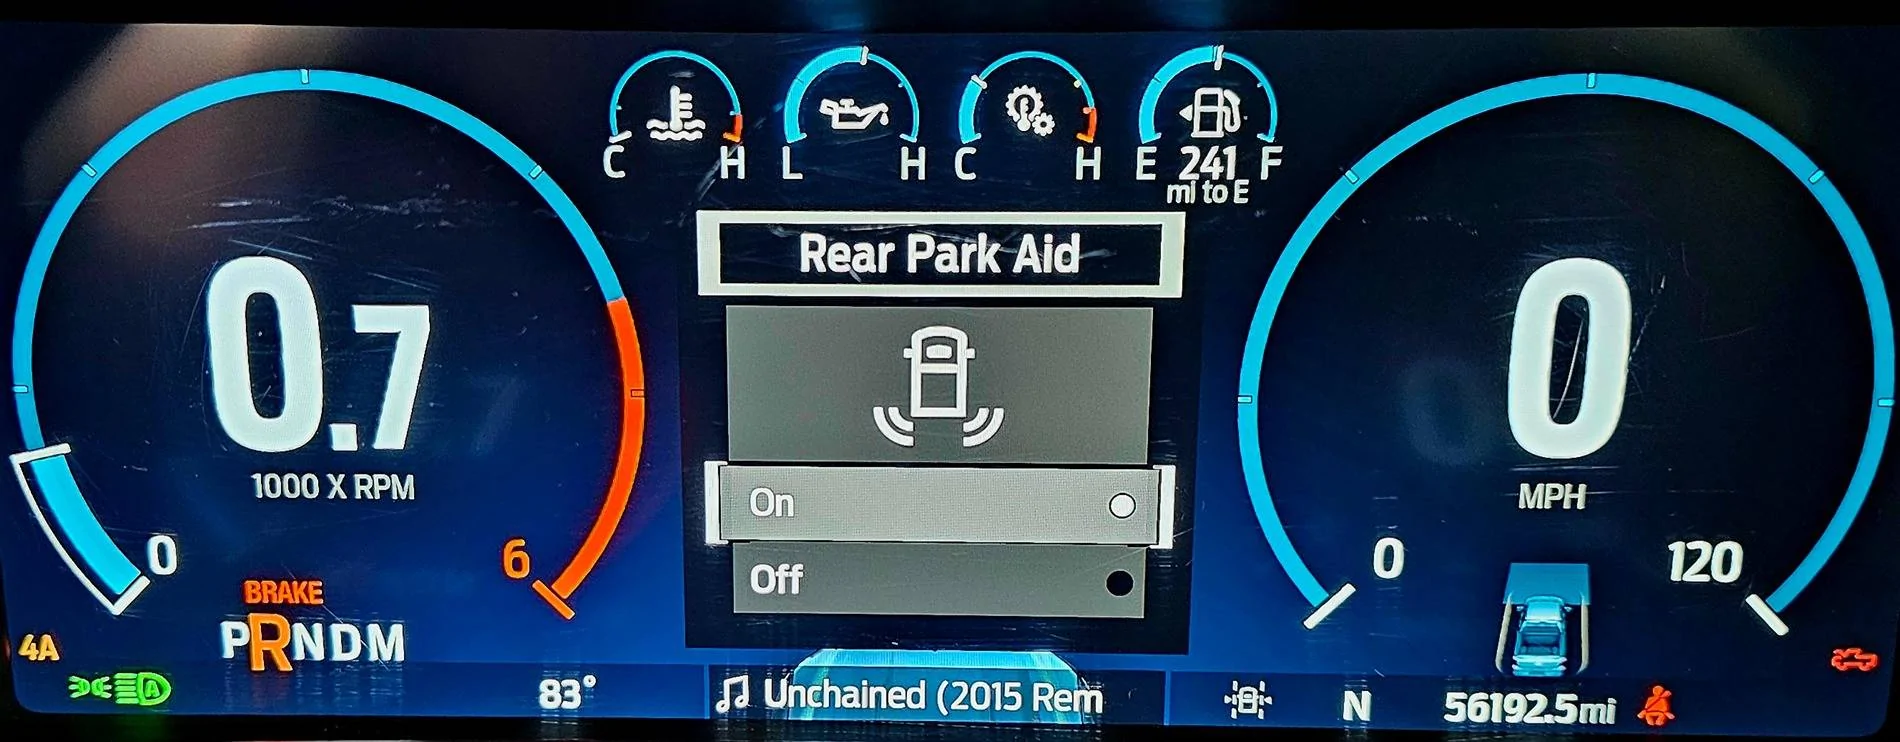 C H L H C H E 241 F
mi to E
Rear Park Aid
0.7
1000 X RPM
0
6
On
Off
0
MPH
0
120
BRAKE
PRNDM
4A
A
83°
Unchained (2015 Rem
N
56192.5mi